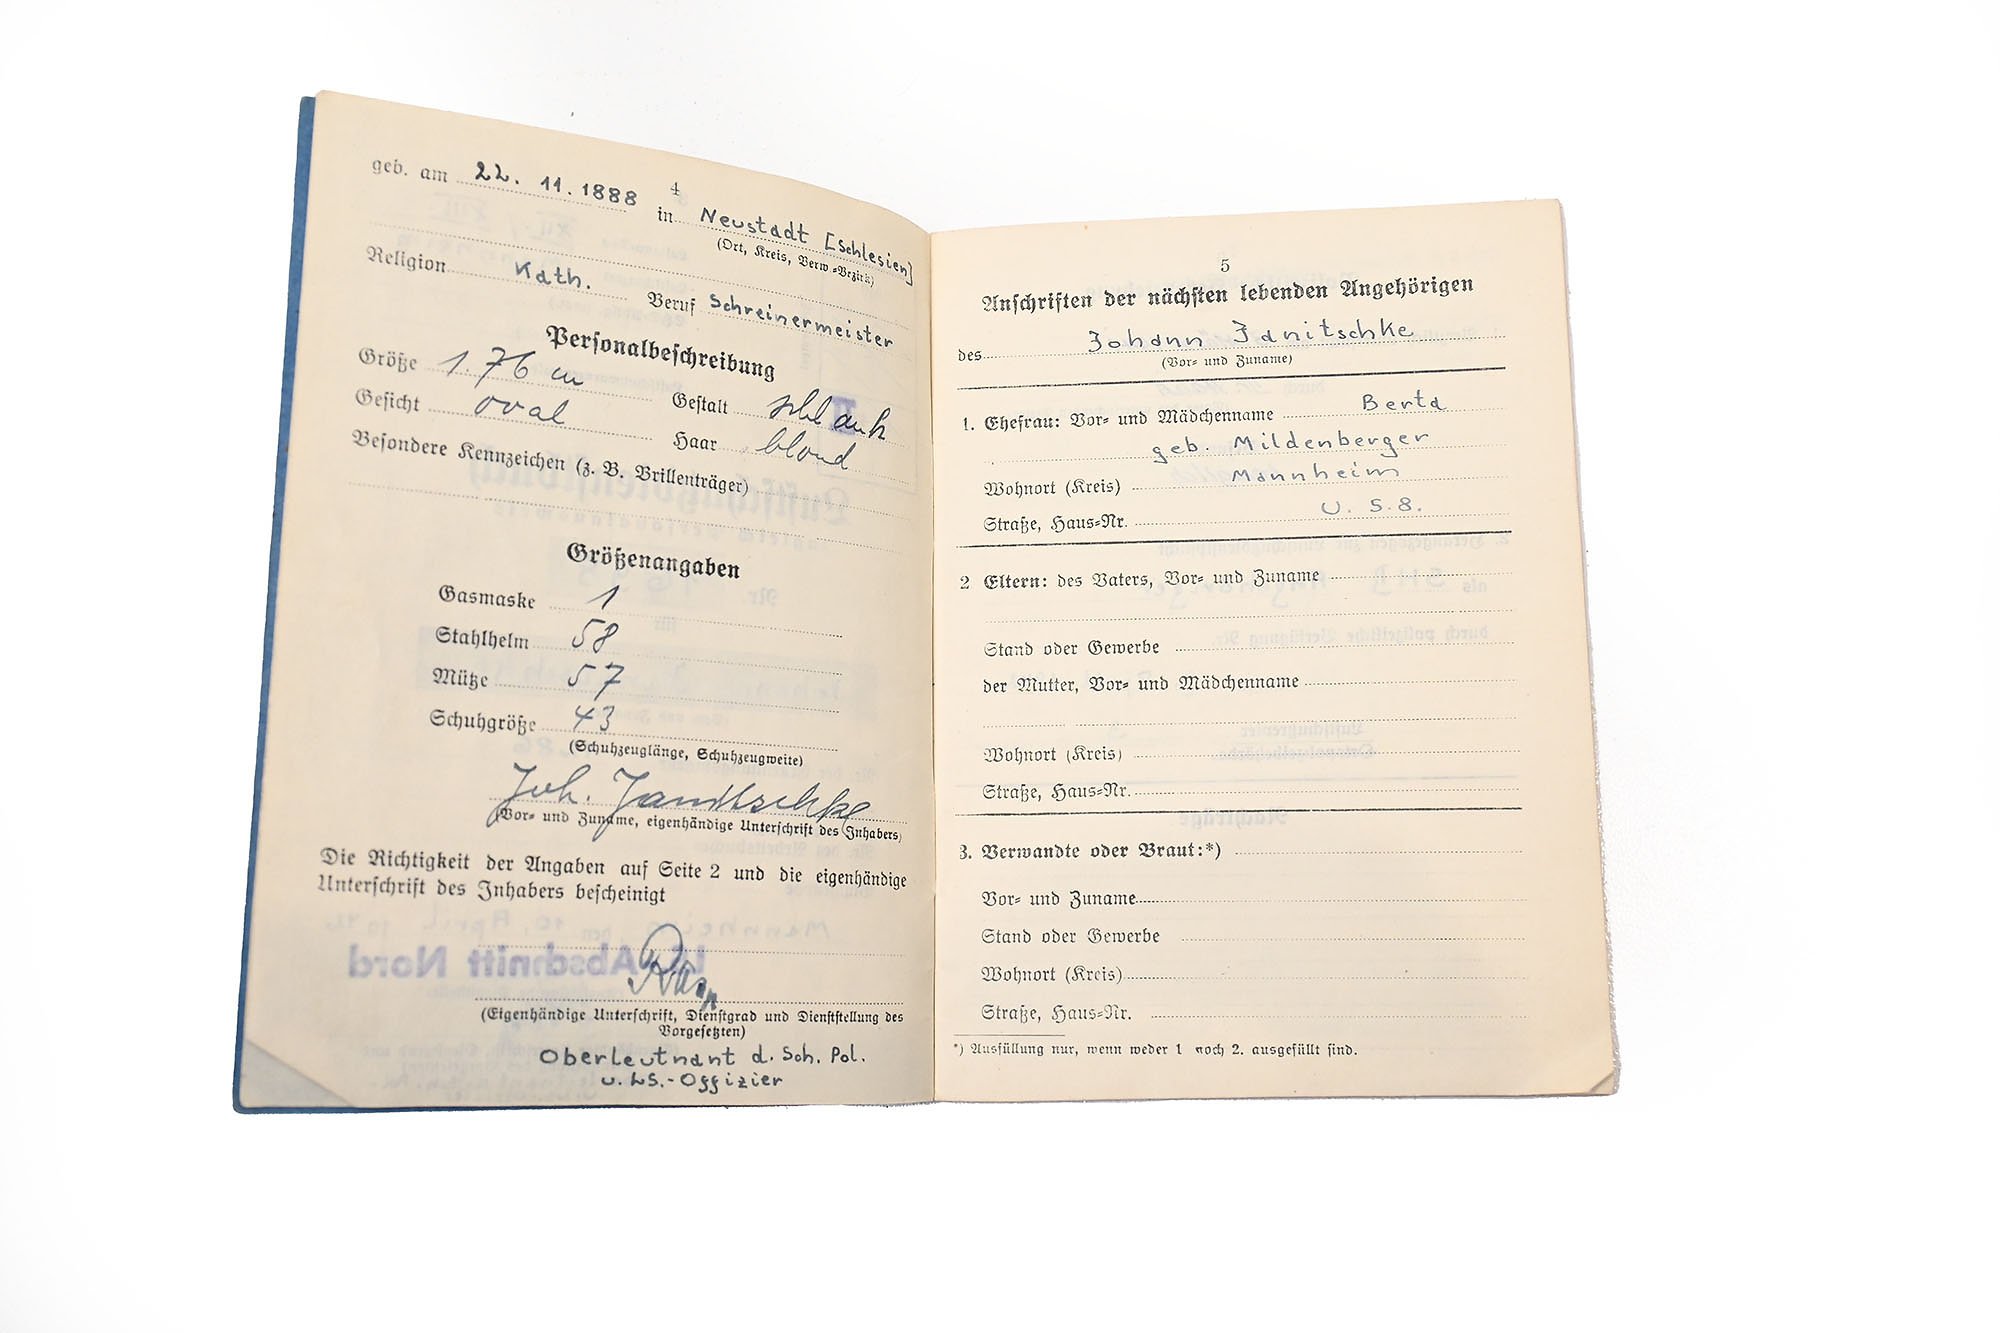 4
geb. am 22. 11. 1888 in Neustadt [Schlesien]
(Ort, Kreis, Verw.=Bezirk)
Religion Kath. Beruf Schreinermeister
Personalbeschreibung
Größe 1.76 m Gestalt schlank
Gesicht oval Haar blond
Besondere Kennzeichen (z. B. Brillenträger)
Größenangaben
Gasmaske 1
Stahlhelm 58
Mütze 57
Schuhgröße 43
(Schuhzeuglänge, Schuhzeugweite)
Joh. Janitschke
(Vor= und Zuname, eigenhändige Unterschrift des Inhabers)
Die Richtigkeit der Angaben auf Seite 2 und die eigenhändige
Unterschrift des Inhabers bescheinigt
(Eigenhändige Unterschrift, Dienstgrad und Dienststellung des
Vorgesetzten)
Oberleutnant d. Sch. Pol.
u. LS.-Offizier
5
Anschriften der nächsten lebenden Angehörigen
des Johann Janitschke
(Vor= und Zuname)
1. Ehefrau: Vor= und Mädchenname Berta
geb. Mildenberger
Wohnort (Kreis) Mannheim
Straße, Haus=Nr. U. 5.8.
2 Eltern: des Vaters, Vor= und Zuname
Stand oder Gewerbe
der Mutter, Vor= und Mädchenname
Wohnort (Kreis)
Straße, Haus=Nr.
3. Verwandte oder Braut:*)
Vor= und Zuname
Stand oder Gewerbe
Wohnort (Kreis)
Straße, Haus=Nr.
*) Ausfüllung nur, wenn weder 1 noch 2. ausgefüllt sind.